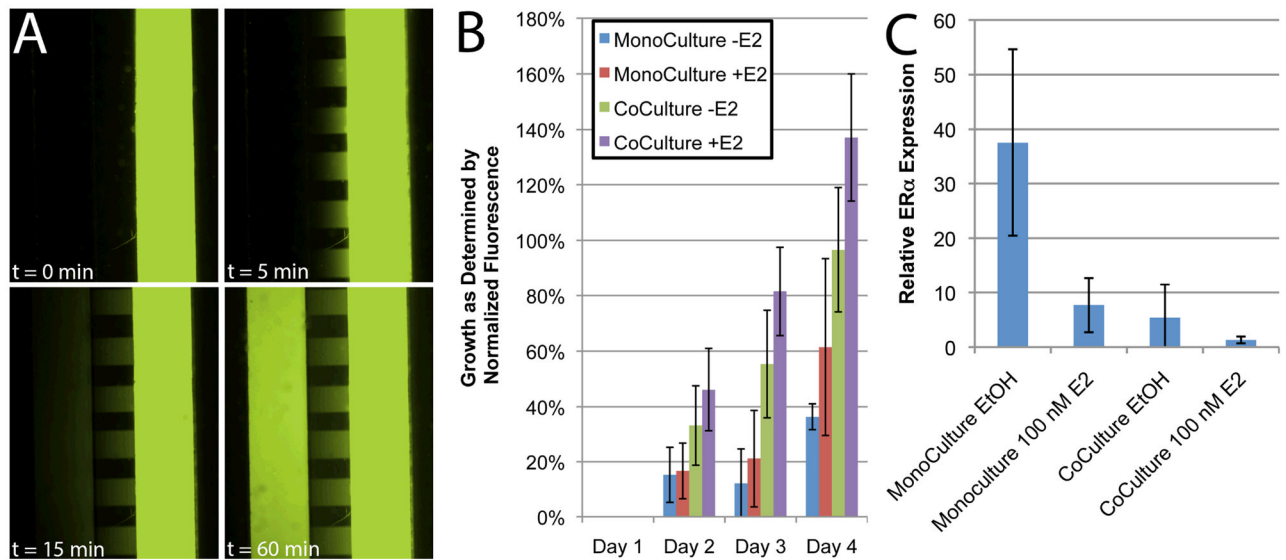 A
t = 0 min
t = 5 min
t = 15 min
t = 60 min
B
Growth as Determined by
Normalized Fluorescence
180%
160%
140%
120%
100%
80%
60%
40%
20%
0%
MonoCulture -E2
MonoCulture +E2
CoCulture -E2
CoCulture +E2
Day 1
Day 2
Day 3
Day 4
C
Relative ERα Expression
60
50
40
30
20
10
0
MonoCulture EtOH
Monoculture 100 nM E2
CoCulture EtOH
CoCulture 100 nM E2